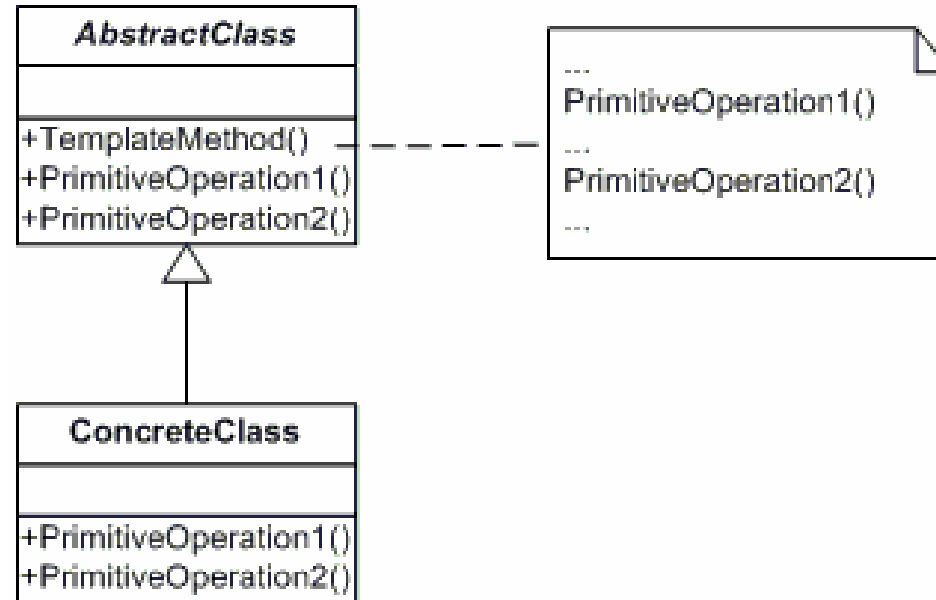 AbstractClass
+TemplateMethod()
+PrimitiveOperation1()
+PrimitiveOperation2()
...
PrimitiveOperation1()
...
PrimitiveOperation2()
...
ConcreteClass
+PrimitiveOperation1()
+PrimitiveOperation2()